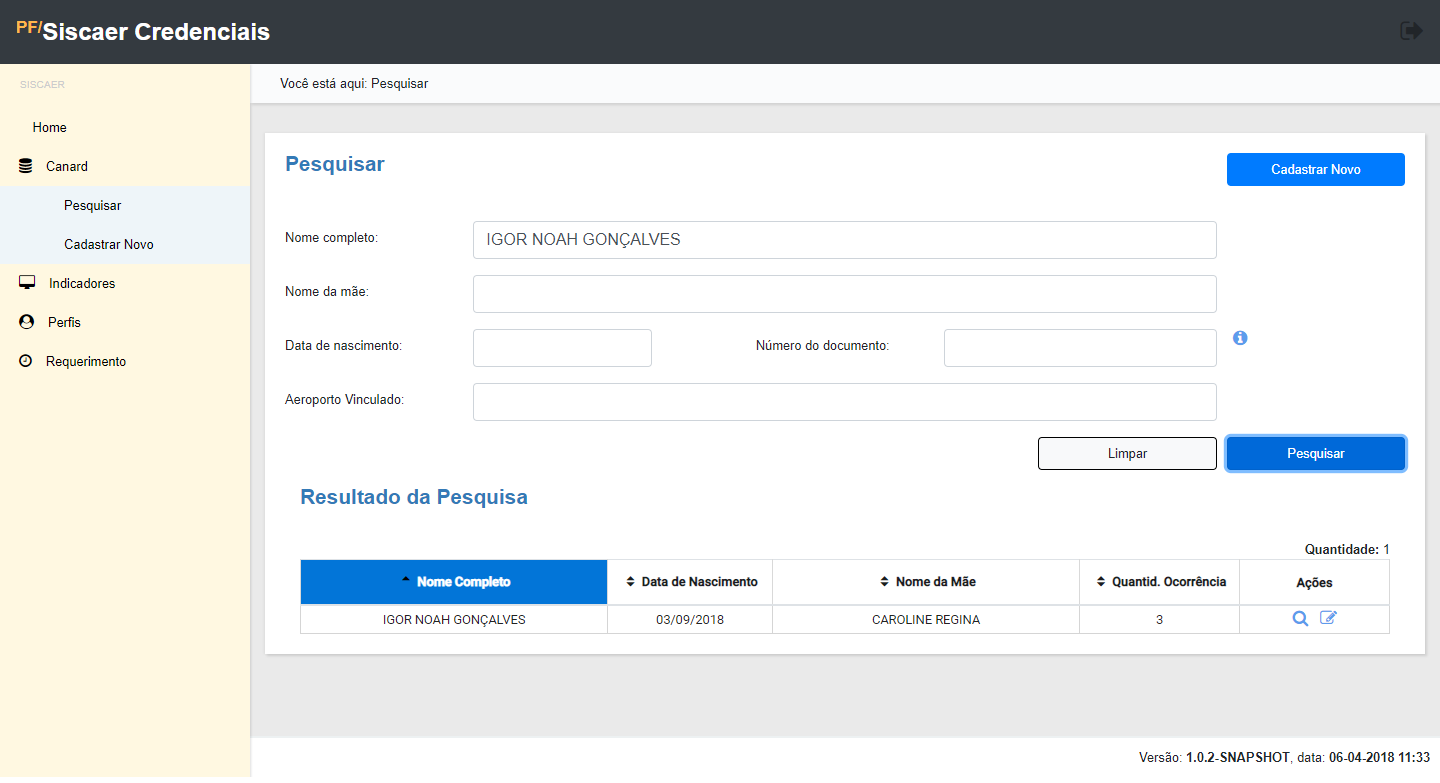 PF/Siscaer Credenciais
SISCAER
Você está aqui: Pesquisar
Home
Canard
Pesquisar
Cadastrar Novo
Indicadores
Perfis
Requerimento
Pesquisar
Cadastrar Novo
Nome completo: IGOR NOAH GONÇALVES
Nome da mãe:
Data de nascimento: Número do documento:
Aeroporto Vinculado:
Limpar Pesquisar
Resultado da Pesquisa
Quantidade: 1
Nome Completo Data de Nascimento Nome da Mãe Quantid. Ocorrência Ações
IGOR NOAH GONÇALVES 03/09/2018 CAROLINE REGINA 3
Versão: 1.0.2-SNAPSHOT, data: 06-04-2018 11:33